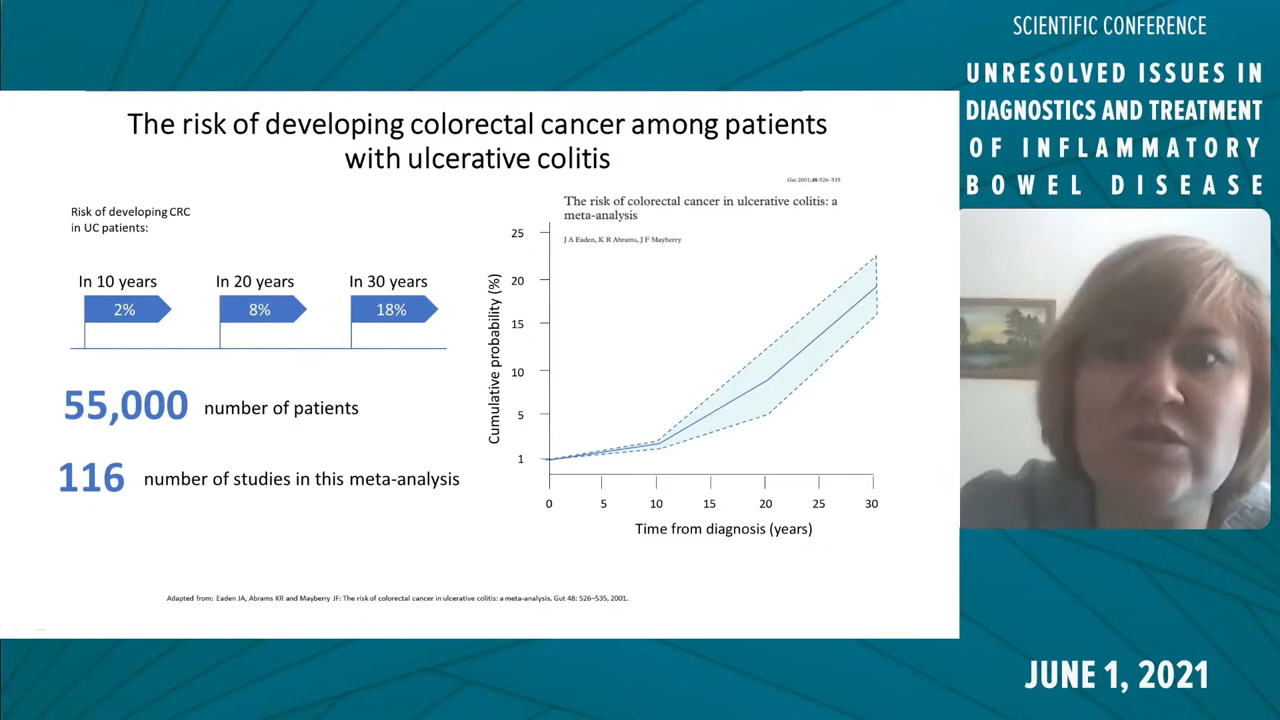 SCIENTIFIC CONFERENCE
UNRESOLVED ISSUES IN
DIAGNOSTICS AND TREATMENT
OF INFLAMMATORY
BOWEL DISEASE
The risk of developing colorectal cancer among patients
with ulcerative colitis
Risk of developing CRC
in UC patients:
In 10 years
In 20 years
In 30 years
2%
8%
18%
55,000 number of patients
116 number of studies in this meta-analysis
Gut 2001;48:526–535
The risk of colorectal cancer in ulcerative colitis: a
meta-analysis
J A Eaden, K R Abrams, J F Mayberry
Cumulative probability (%)
25
20
15
10
5
1
0 5 10 15 20 25 30
Time from diagnosis (years)
Adapted from: Eaden JA, Abrams KR and Mayberry JF: The risk of colorectal cancer in ulcerative colitis: a meta-analysis. Gut 48: 526–535, 2001.
JUNE 1, 2021